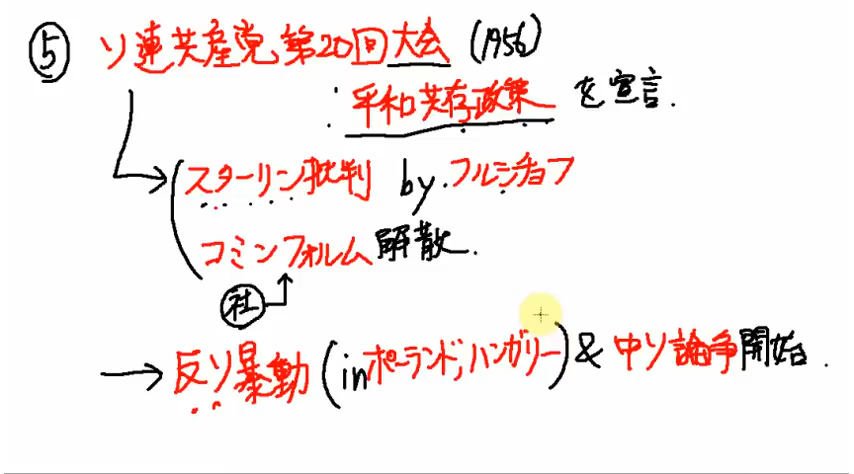 ⑤ ソ連共産党第20回大会 (1956)
: 平和共存政策 を宣言.
スターリン批判 by フルシチョフ
コミンフォルム解散.
社
→ 反ソ暴動 (inポーランド,ハンガリー) & 中ソ論争開始.